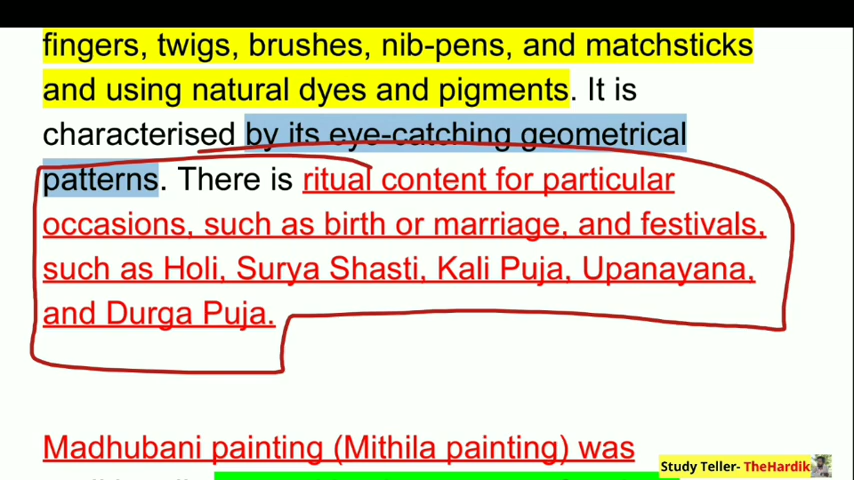 fingers, twigs, brushes, nib-pens, and matchsticks
and using natural dyes and pigments. It is
characterised by its eye-catching geometrical
patterns. There is ritual content for particular
occasions, such as birth or marriage, and festivals,
such as Holi, Surya Shasti, Kali Puja, Upanayana,
and Durga Puja.
Madhubani painting (Mithila painting) was
Study Teller- TheHardik